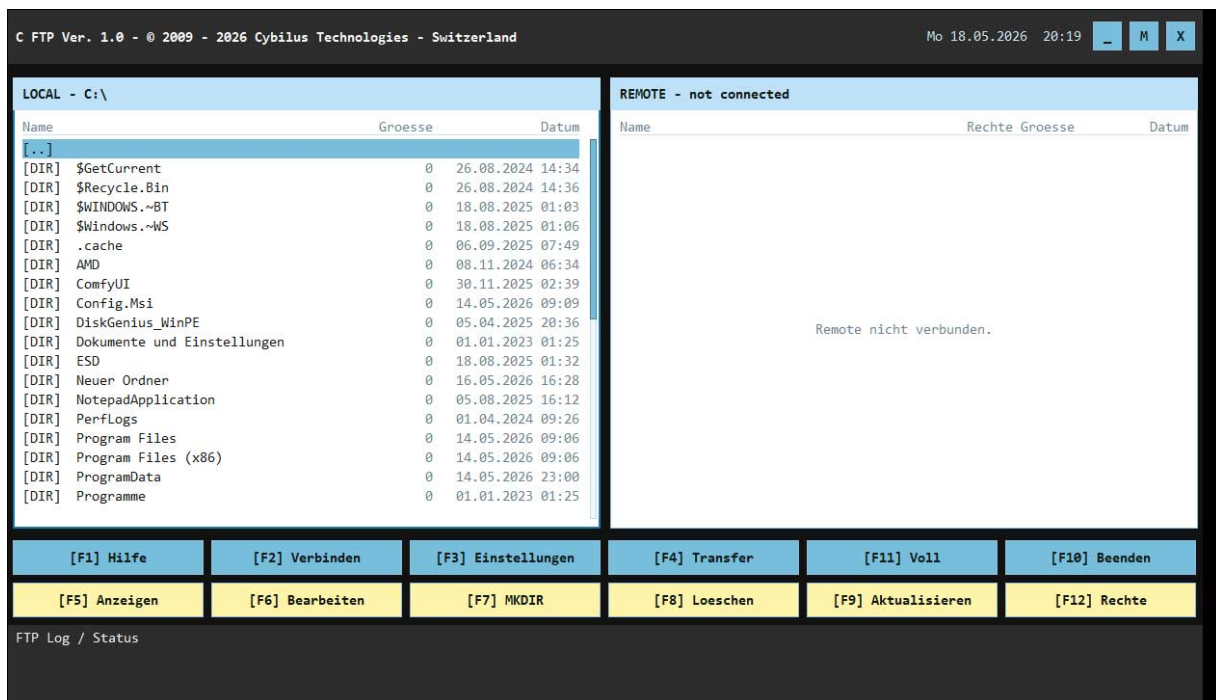 C FTP Ver. 1.0 - © 2009 - 2026 Cybilus Technologies - Switzerland
Mo 18.05.2026 20:19 _ M X
LOCAL - C:\
Name Groesse Datum
[..]
[DIR] $GetCurrent 0 26.08.2024 14:34
[DIR] $Recycle.Bin 0 26.08.2024 14:36
[DIR] $WINDOWS.~BT 0 18.08.2025 01:03
[DIR] $Windows.~WS 0 18.08.2025 01:06
[DIR] .cache 0 06.09.2025 07:49
[DIR] AMD 0 08.11.2024 06:34
[DIR] ComfyUI 0 30.11.2025 02:39
[DIR] Config.Msi 0 14.05.2026 09:09
[DIR] DiskGenius_WinPE 0 05.04.2025 20:36
[DIR] Dokumente und Einstellungen 0 01.01.2023 01:25
[DIR] ESD 0 18.08.2025 01:32
[DIR] Neuer Ordner 0 16.05.2026 16:28
[DIR] NotepadApplication 0 05.08.2025 16:12
[DIR] PerfLogs 0 01.04.2024 09:26
[DIR] Program Files 0 14.05.2026 09:06
[DIR] Program Files (x86) 0 14.05.2026 09:06
[DIR] ProgramData 0 14.05.2026 23:00
[DIR] Programme 0 01.01.2023 01:25
REMOTE - not connected
Name Rechte Groesse Datum
Remote nicht verbunden.
[F1] Hilfe [F2] Verbinden [F3] Einstellungen [F4] Transfer [F11] Voll [F10] Beenden
[F5] Anzeigen [F6] Bearbeiten [F7] MKDIR [F8] Loeschen [F9] Aktualisieren [F12] Rechte
FTP Log / Status